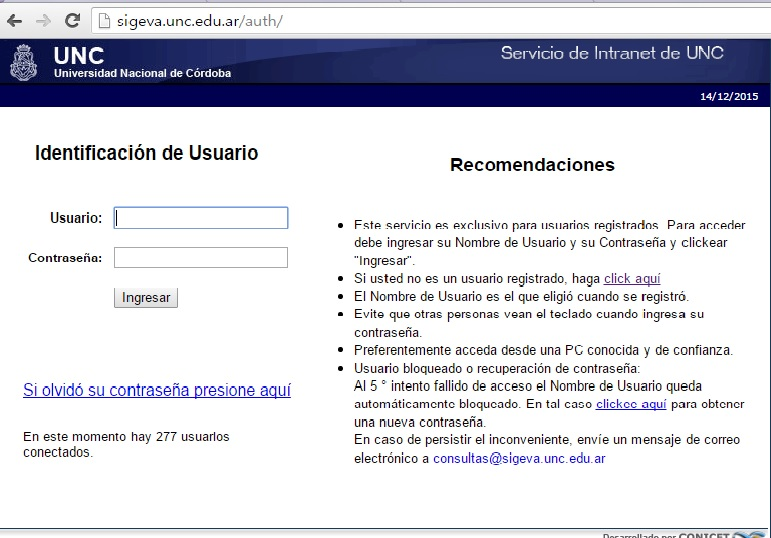 sigeva.unc.edu.ar/auth/
UNC
Universidad Nacional de Córdoba
Servicio de Intranet de UNC
14/12/2015
Identificación de Usuario
Usuario:
Contraseña:
Ingresar
Si olvidó su contraseña presione aquí
En este momento hay 277 usuarios
conectados.
Recomendaciones
Este servicio es exclusivo para usuarios registrados. Para acceder
debe ingresar su Nombre de Usuario y su Contraseña y clickear
"Ingresar".
Si usted no es un usuario registrado, haga click aquí
El Nombre de Usuario es el que eligió cuando se registró.
Evite que otras personas vean el teclado cuando ingresa su
contraseña.
Preferentemente acceda desde una PC conocida y de confianza.
Usuario bloqueado o recuperación de contraseña:
Al 5 ° intento fallido de acceso el Nombre de Usuario queda
automáticamente bloqueado. En tal caso clickee aquí para obtener
una nueva contraseña.
En caso de persistir el inconveniente, envíe un mensaje de correo
electrónico a consultas@sigeva.unc.edu.ar
Desarrollado por CONICET